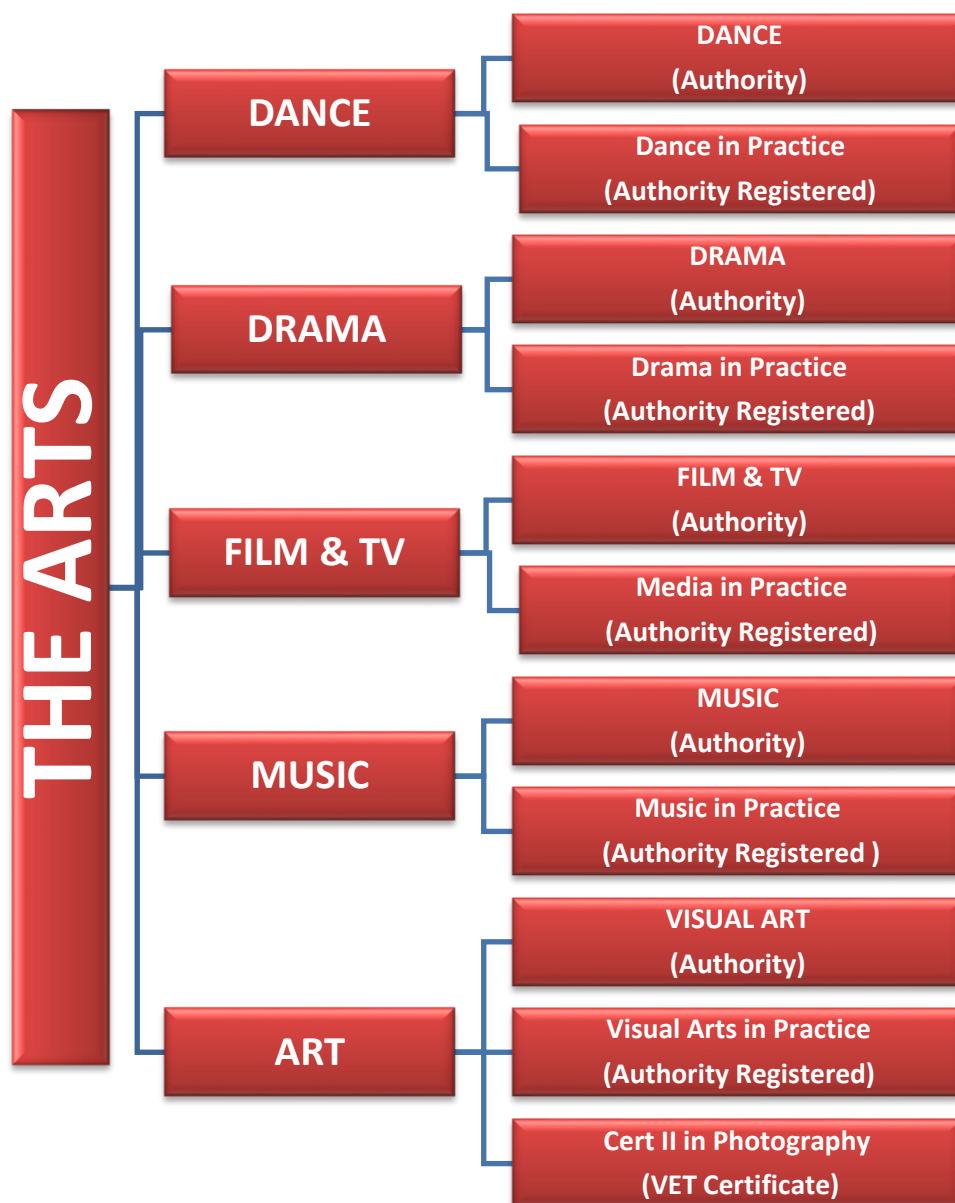 THE ARTS
DANCE
DANCE
(Authority)
Dance in Practice
(Authority Registered)
DRAMA
DRAMA
(Authority)
Drama in Practice
(Authority Registered)
FILM & TV
FILM & TV
(Authority)
Media in Practice
(Authority Registered)
MUSIC
MUSIC
(Authority)
Music in Practice
(Authority Registered )
ART
VISUAL ART
(Authority)
Visual Arts in Practice
(Authority Registered)
Cert II in Photography
(VET Certificate)